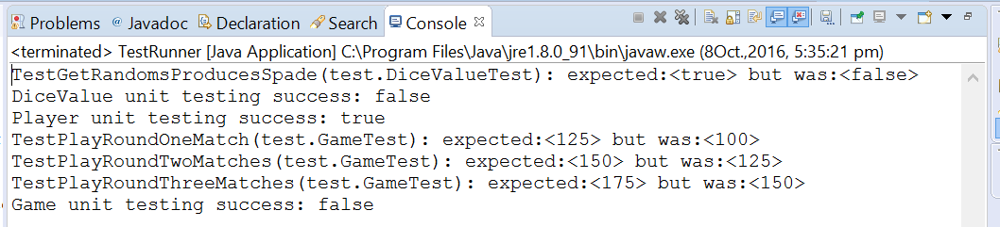 Problems @ Javadoc Declaration Search Console
<terminated> TestRunner [Java Application] C:\Program Files\Java\jre1.8.0_91\bin\javaw.exe (8Oct.,2016, 5:35:21 pm)
TestGetRandomsProducesSpade(test.DiceValueTest): expected:<true> but was:<false>
DiceValue unit testing success: false
Player unit testing success: true
TestPlayRoundOneMatch(test.GameTest): expected:<125> but was:<100>
TestPlayRoundTwoMatches(test.GameTest): expected:<150> but was:<125>
TestPlayRoundThreeMatches(test.GameTest): expected:<175> but was:<150>
Game unit testing success: false